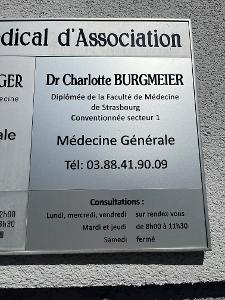 dical d'Association
GER
Dr Charlotte BURGMEIER
Diplômée de la Faculté de Médecine
de Strasbourg
Conventionnée secteur 1
Médecine Générale
Tél: 03.88.41.90.09
Consultations :
Lundi, mercredi, vendredi sur rendez vous
Mardi et jeudi de 8h00 à 11h30
Samedi fermé